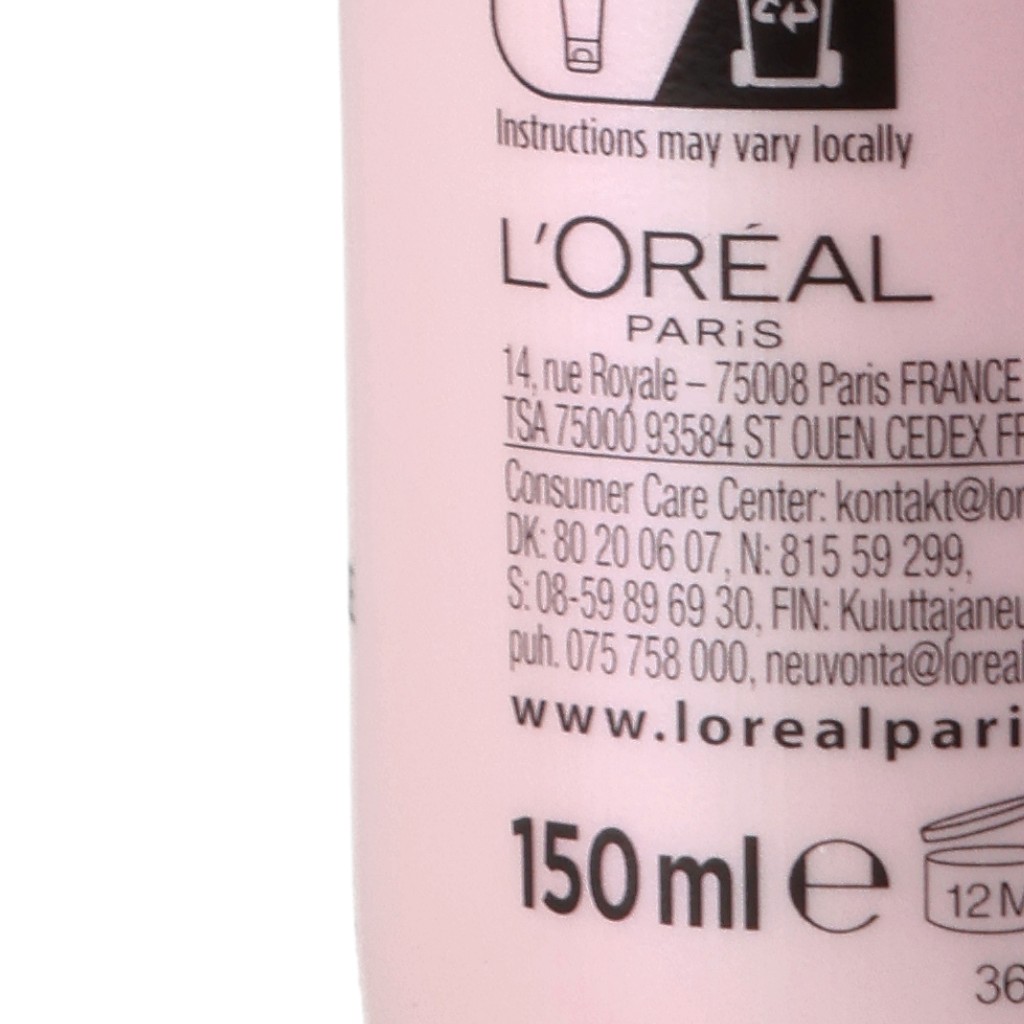 Instructions may vary locally
L'ORÉAL
PARiS
14, rue Royale – 75008 Paris FRANCE
TSA 75000 93584 ST OUEN CEDEX
Consumer Care Center:
DK: 80 20 06 07, N: 815 59 299,
S: 08-59 89 69 30, FIN:
puh. 075 758 000,
150 ml e
12